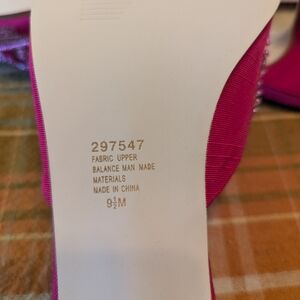 297547
FABRIC UPPER
BALANCE MAN MADE
MATERIALS
MADE IN CHINA
9½M